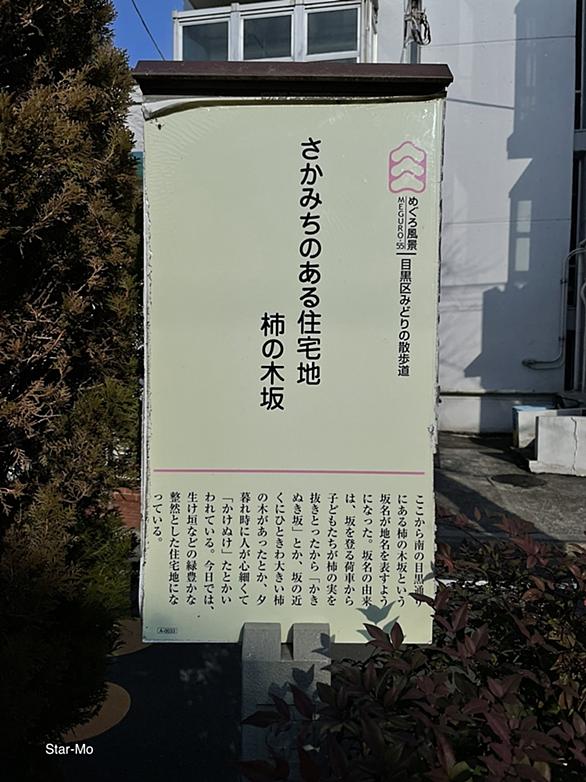 めぐろ風景
MEGURO 55
目黒区みどりの散歩道
さかみちのある住宅地
柿の木坂
ここから南の目黒通り
にある柿の木坂という
坂名が地名を表すよう
になった。坂名の由来
は、坂を登る荷車から
子どもたちが柿の実を
抜きとったから「かき
ぬき坂」とか、坂の近
くにひときわ大きい柿
の木があったとか、夕
暮れ時に人が心細くて
「かけぬけ」たとかい
われている。今日では、
生け垣などの緑豊かな
整然とした住宅地にな
っている。
A-0033
Star-Mo